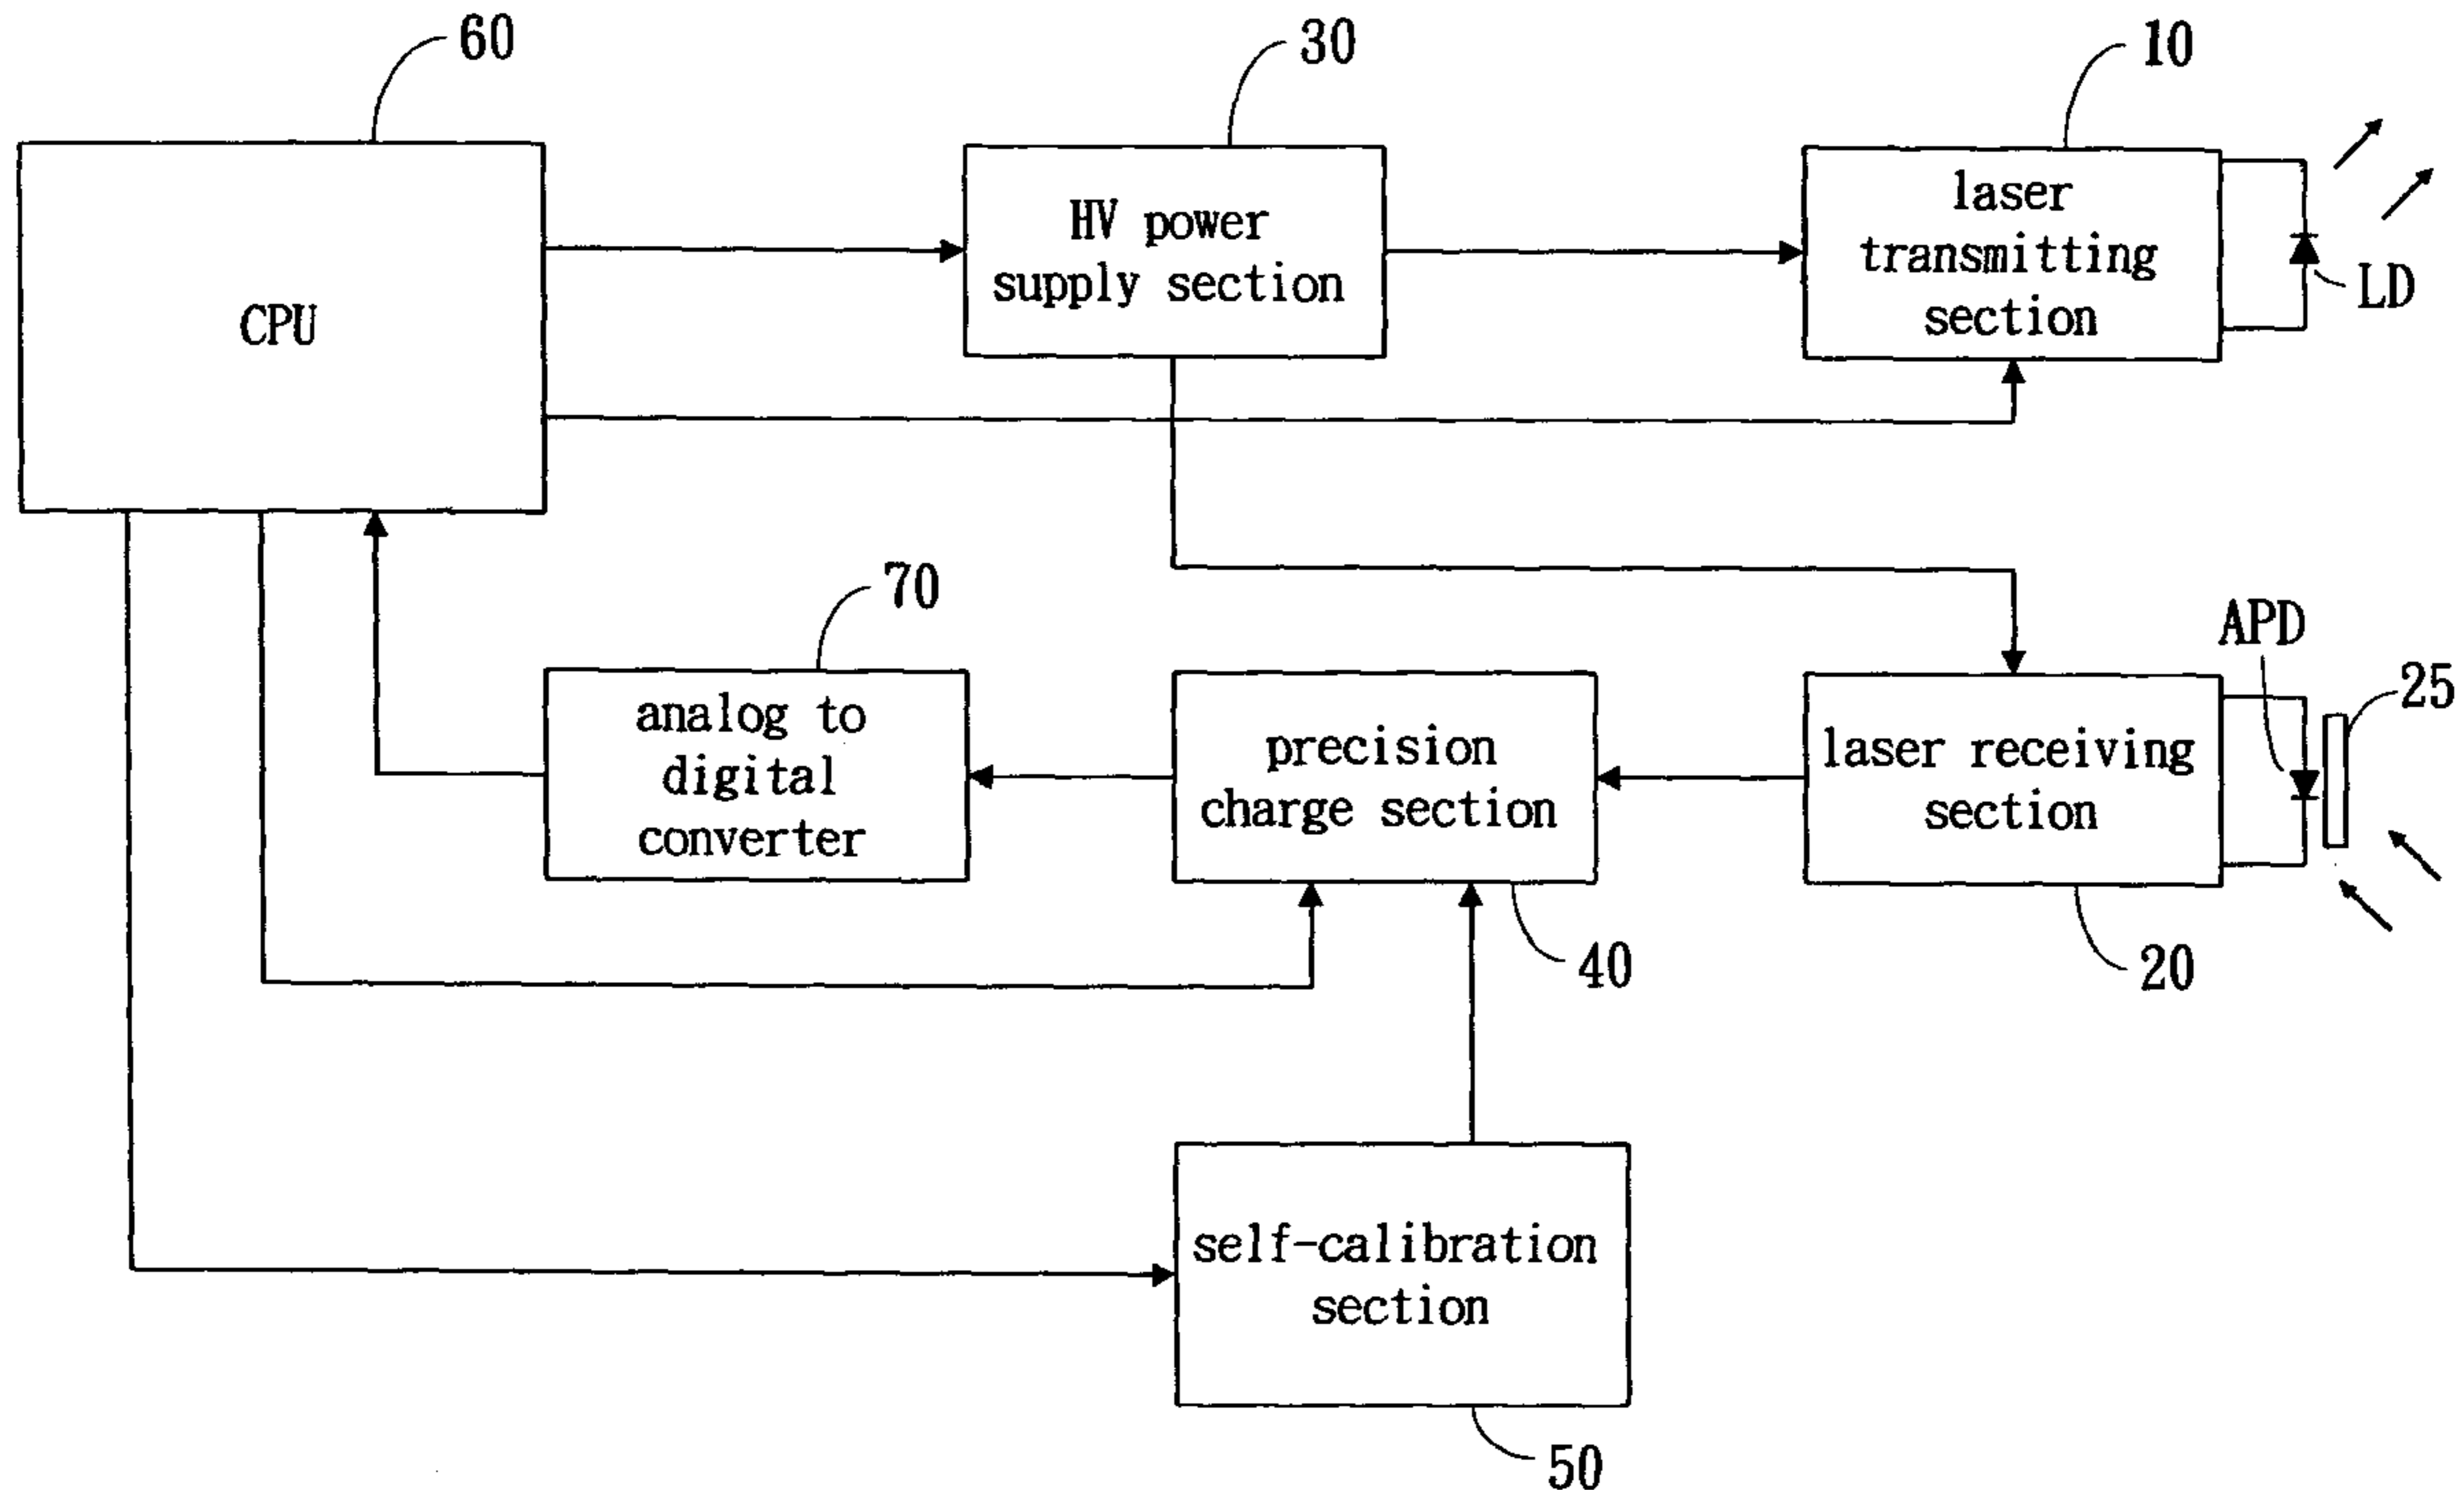 60
30
10
CPU
HV power
supply section
laser
transmitting
section
LD
70
APD
25
analog to
digital
converter
precision
charge section
laser receiving
section
40
20
self-calibration
section
50